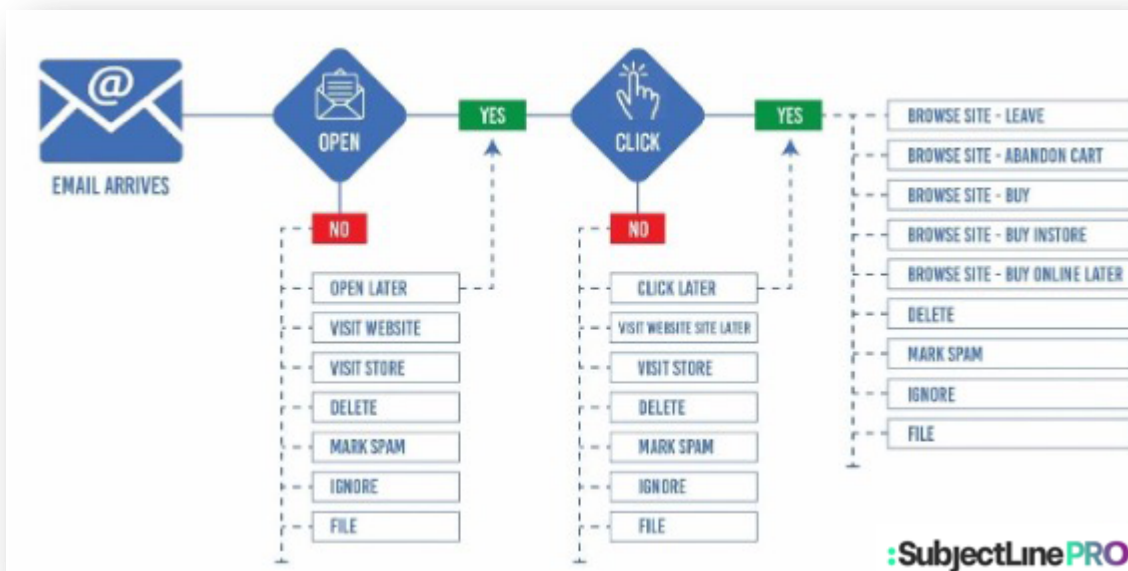 @
EMAIL ARRIVES
OPEN
YES
CLICK
YES
NO
OPEN LATER
VISIT WEBSITE
VISIT STORE
DELETE
MARK SPAM
IGNORE
FILE
NO
CLICK LATER
VISIT WEBSITE SITE LATER
VISIT STORE
DELETE
MARK SPAM
IGNORE
FILE
BROWSE SITE - LEAVE
BROWSE SITE - ABANDON CART
BROWSE SITE - BUY
BROWSE SITE - BUY INSTORE
BROWSE SITE - BUY ONLINE LATER
DELETE
MARK SPAM
IGNORE
FILE
:SubjectLinePRO